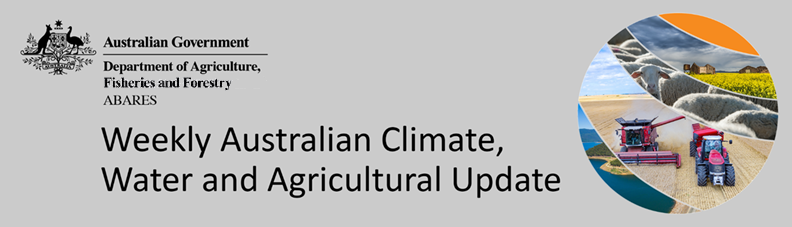 Australian Government
Department of Agriculture,
Fisheries and Forestry
ABARES
Weekly Australian Climate,
Water and Agricultural Update